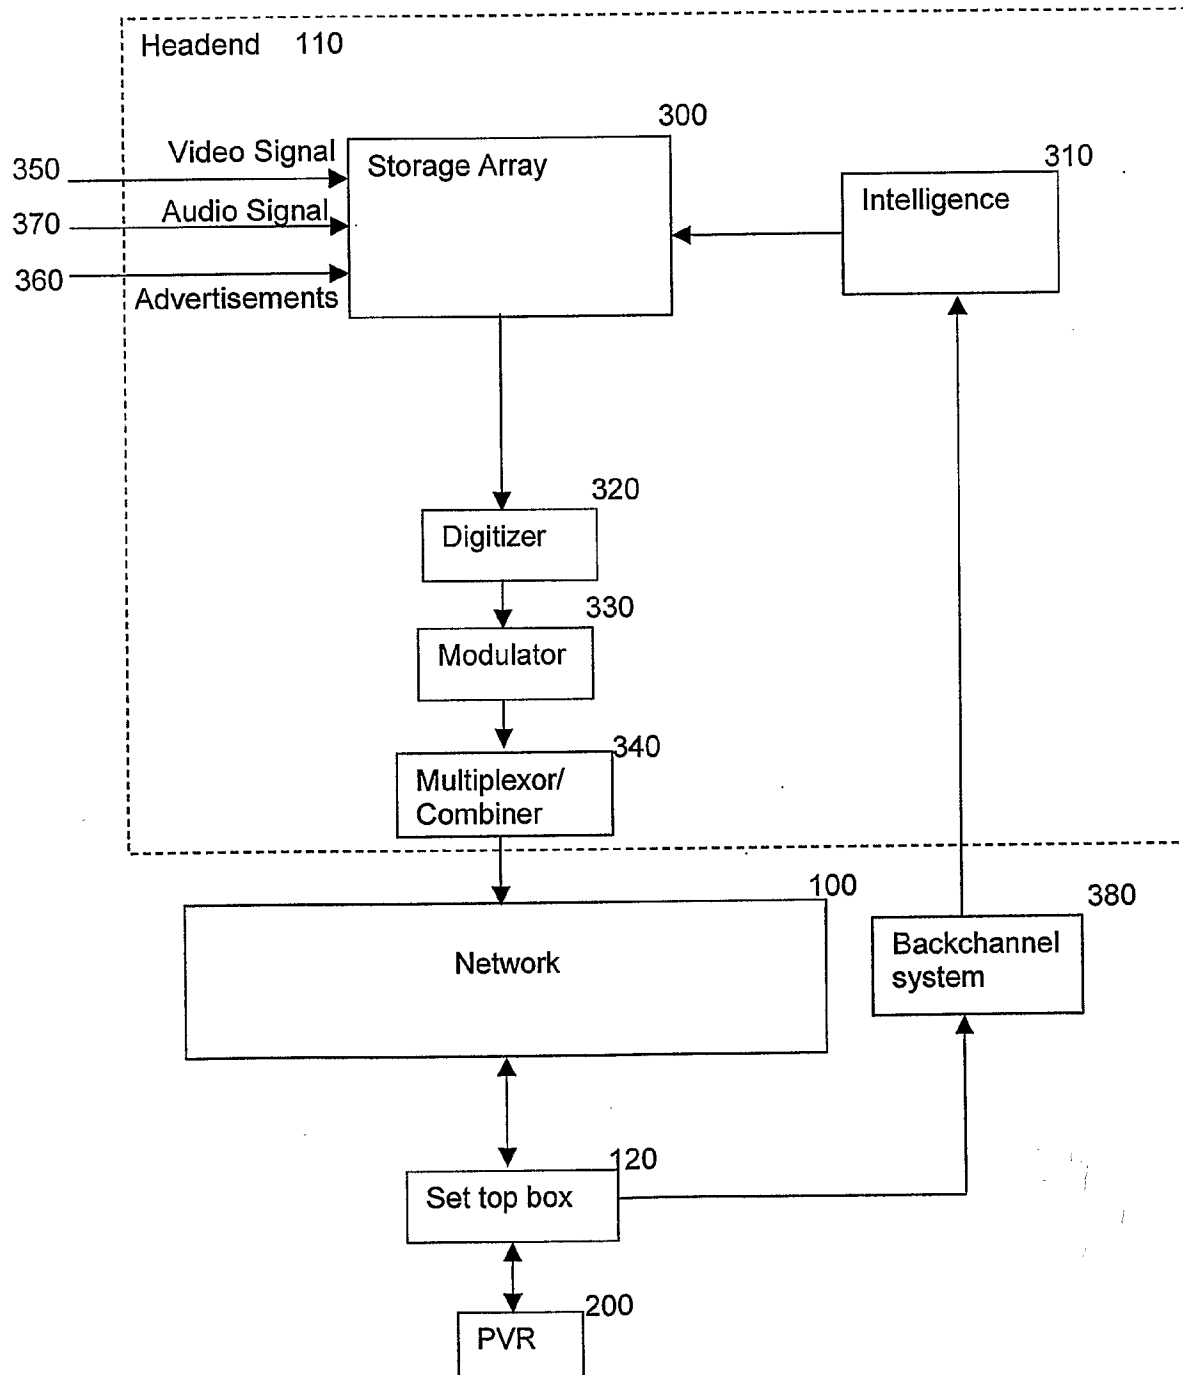 Headend 110
300
Storage Array
310
Intelligence
350
Video Signal
370
Audio Signal
360
Advertisements
320
Digitizer
330
Modulator
340
Multiplexor/
Combiner
100
Network
380
Backchannel
system
120
Set top box
200
PVR